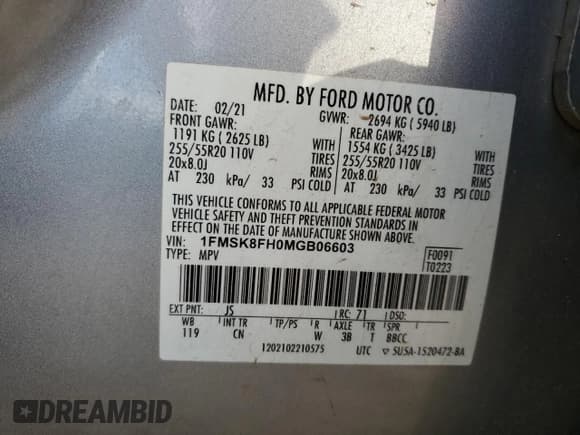 MFD. BY FORD MOTOR CO.
DATE: 02/21 GVWR: 2694 KG ( 5940 LB)
FRONT GAWR: REAR GAWR:
1191 KG ( 2625 LB) 1554 KG ( 3425 LB)
255/55R20 110V WITH TIRES 255/55R20 110V WITH TIRES
20x8.0J RIMS 20x8.0J RIMS
AT 230 kPa/ 33 PSI COLD AT 230 kPa/ 33 PSI COLD
THIS VEHICLE CONFORMS TO ALL APPLICABLE FEDERAL MOTOR
VEHICLE SAFETY AND THEFT PREVENTION STANDARDS IN
EFFECT ON THE DATE OF MANUFACTURE SHOWN ABOVE.
VIN: 1FMSK8FH0MGB06603 F0091
TYPE: MPV T0223
EXT PNT: JS RC: 71 DSO:
WB INT TR TP/PS R AXLE TR SPR
119 CN W 3B T BBCC
1202102210575 UTC ▽ SU5A-1520472-BA
DREAMBID